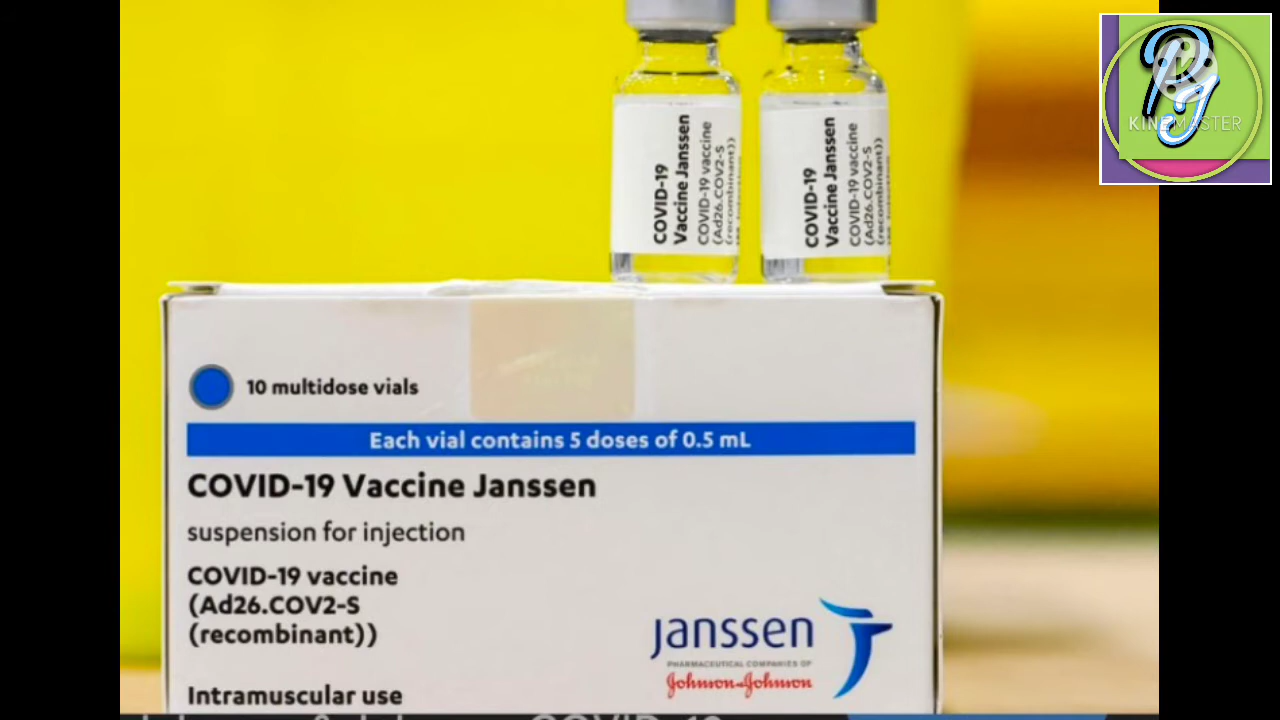 COVID-19
Vaccine Janssen
COVID-19 vaccine
(Ad26.COV2-S
(recombinant))
COVID-19
Vaccine Janssen
COVID-19 vaccine
(Ad26.COV2-S
(recombinant))
KINEMASTER
10 multidose vials
Each vial contains 5 doses of 0.5 mL
COVID-19 Vaccine Janssen
suspension for injection
COVID-19 vaccine
(Ad26.COV2-S
(recombinant))
Intramuscular use
janssen
PHARMACEUTICAL COMPANIES OF
Johnson-Johnson